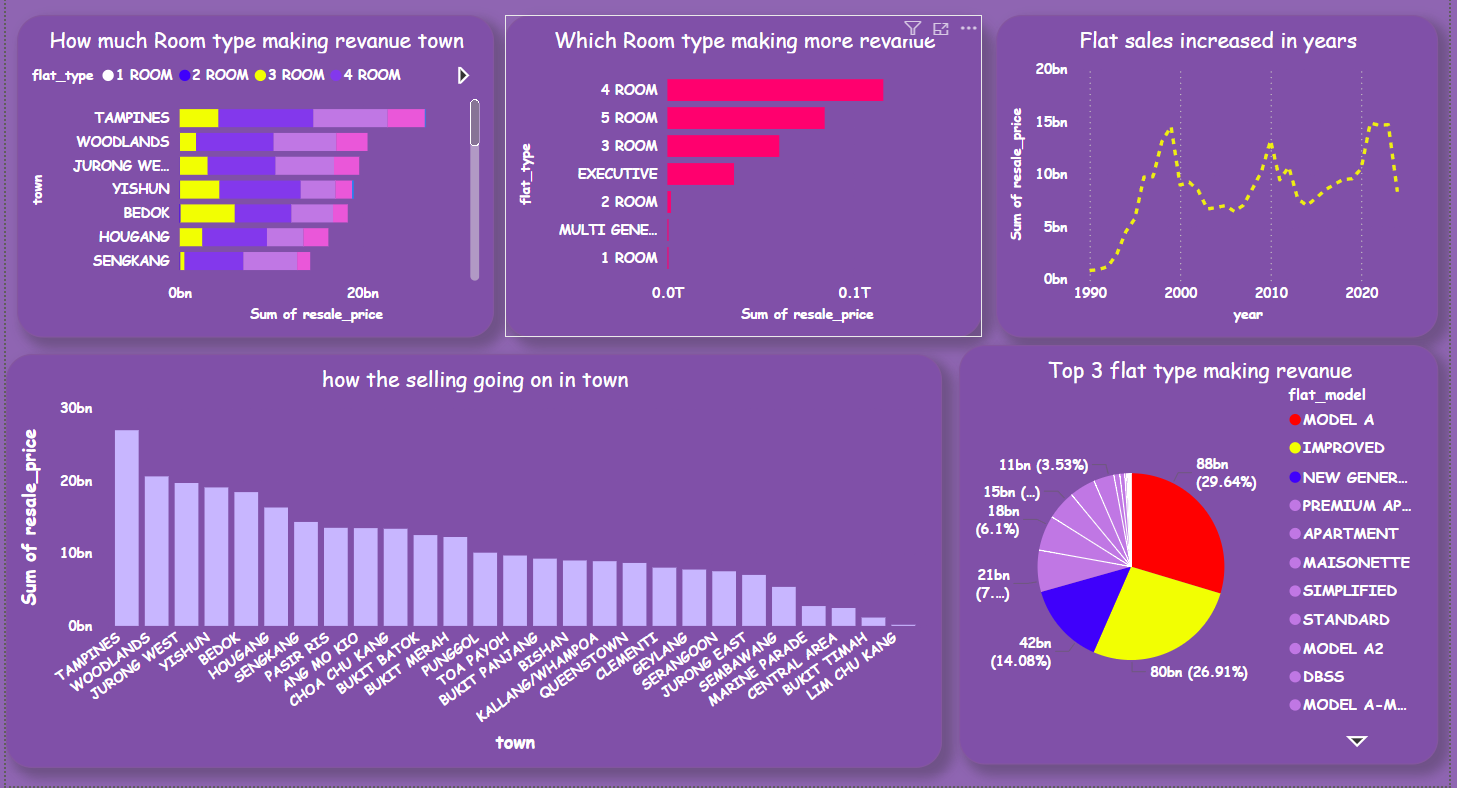 How much Room type making revanue town
flat_type 1 ROOM 2 ROOM 3 ROOM 4 ROOM
town
TAMPINES
WOODLANDS
JURONG WE...
YISHUN
BEDOK
HOUGANG
SENGKANG
0bn 20bn
Sum of resale_price
Which Room type making more revanue
flat_type
4 ROOM
5 ROOM
3 ROOM
EXECUTIVE
2 ROOM
MULTI GENE...
1 ROOM
0.0T 0.1T
Sum of resale_price
Flat sales increased in years
Sum of resale_price
20bn
15bn
10bn
5bn
0bn
1990 2000 2010 2020
year
how the selling going on in town
Sum of resale_price
30bn
20bn
10bn
0bn
TAMPINES
WOODLANDS
JURONG WEST
YISHUN
BEDOK
HOUGANG
SENGKANG
PASIR RIS
ANG MO KIO
CHOA CHU KANG
BUKIT BATOK
BUKIT MERAH
PUNGGOL
TOA PAYOH
BUKIT PANJANG
BISHAN
KALLANG/WHAMPOA
QUEENSTOWN
CLEMENTI
GEYLANG
SERANGOON
JURONG EAST
SEMBAWANG
MARINE PARADE
CENTRAL AREA
BUKIT TIMAH
LIM CHU KANG
town
Top 3 flat type making revanue
88bn
(29.64%)
80bn (26.91%)
42bn
(14.08%)
21bn
(7....)
18bn
(6.1%)
15bn (...)
11bn (3.53%)
flat_model
MODEL A
IMPROVED
NEW GENER...
PREMIUM AP...
APARTMENT
MAISONETTE
SIMPLIFIED
STANDARD
MODEL A2
DBSS
MODEL A-M...